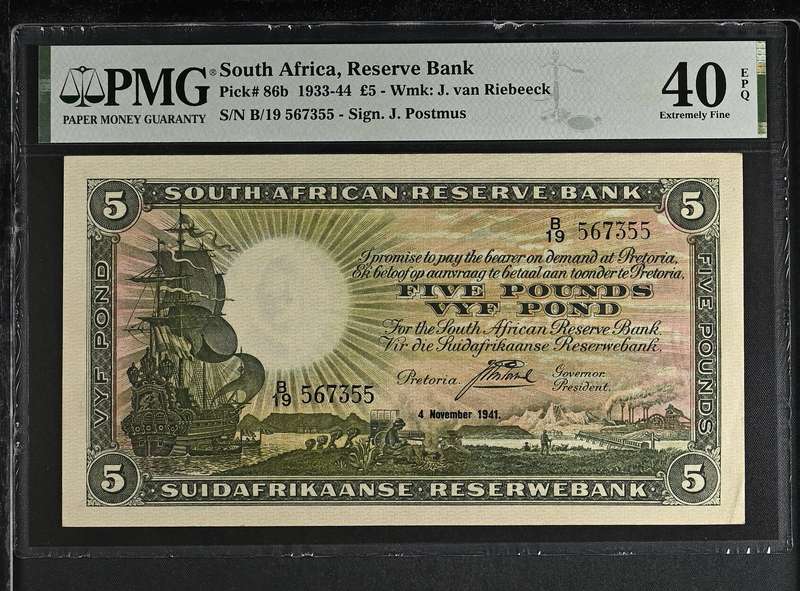 PMG®
PAPER MONEY GUARANTY
South Africa, Reserve Bank
Pick# 86b 1933-44 £5 - Wmk: J. van Riebeeck
S/N B/19 567355 - Sign. J. Postmus
40
Extremely Fine
EPQ
5 · SOUTH · AFRICAN · RESERVE · BANK · 5
B/19 567355
I promise to pay the bearer on demand at Pretoria.
Ek beloof op aanvraag te betaal aan toonder te Pretoria.
FIVE POUNDS
VYF POND
For the South African Reserve Bank.
Vir die Suidafrikaanse Reserwebank.
Pretoria. Governor.
President.
B/19 567355
4 November 1941.
VYF POND
FIVE POUNDS
5 · SUIDAFRIKAANSE · RESERWEBANK · 5